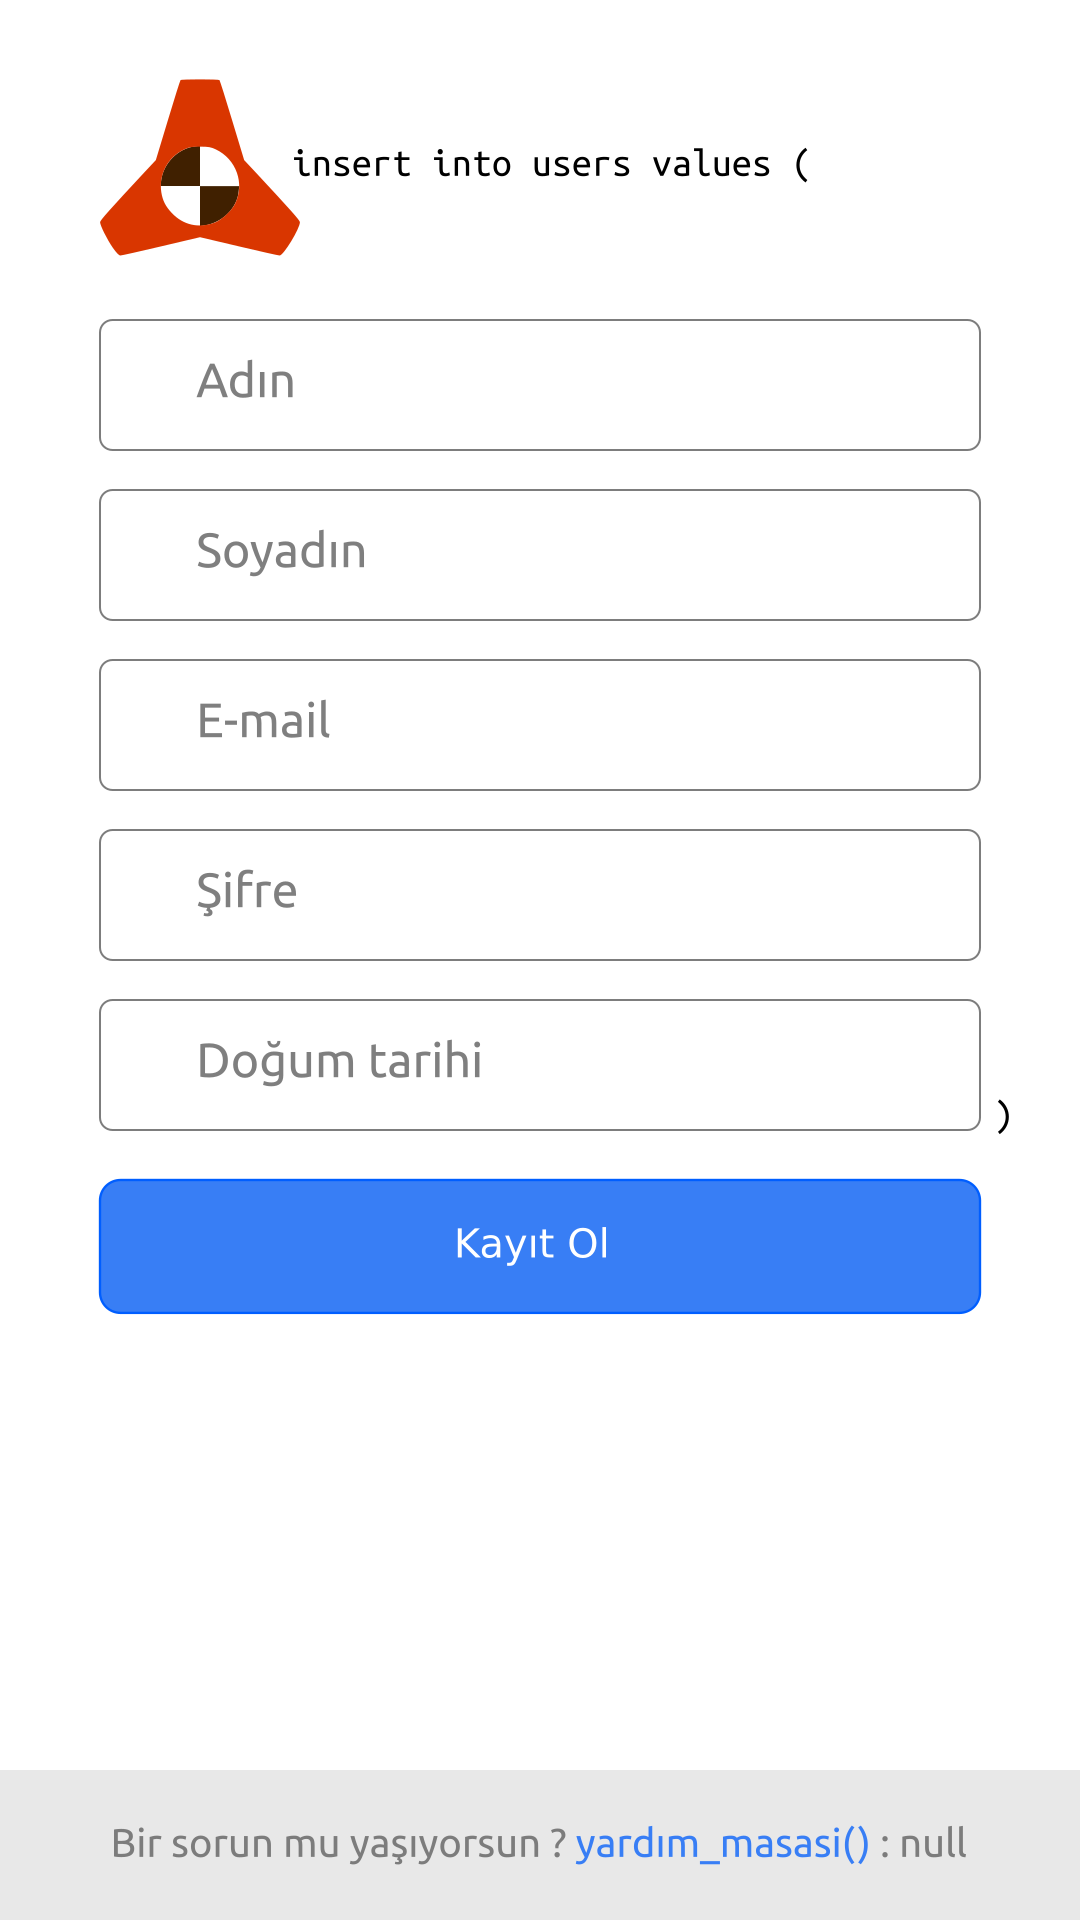 insert into users values (
Adın
Soyadın
E-mail
Şifre
Doğum tarihi
)
Kayıt Ol
Bir sorun mu yaşıyorsun ? yardım_masasi() : null